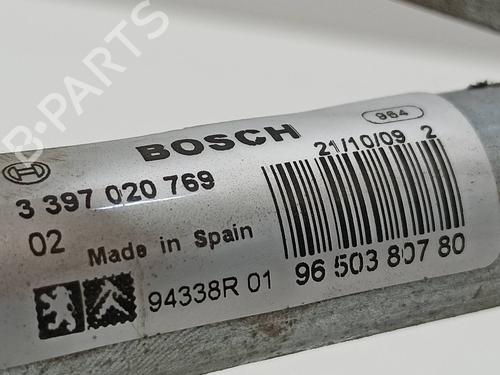 B-PARTS
BOSCH
984
3 397 020 769
21/10/09 2
02
Made in Spain
94338R 01
96 503 807 80